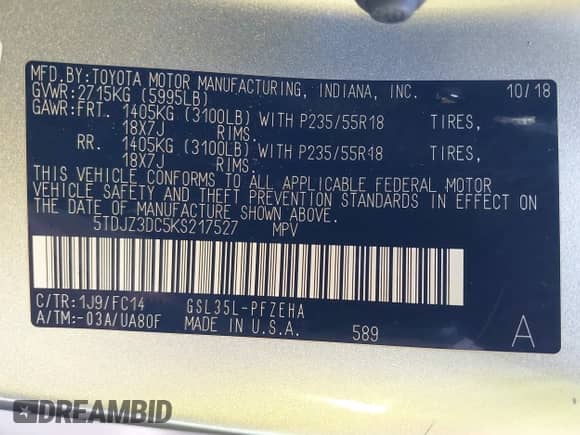 MFD.BY:TOYOTA MOTOR MANUFACTURING, INDIANA, INC. 10/18
GVWR:2715KG (5995LB)
GAWR:FRT. 1405KG (3100LB) WITH P235/55R18 TIRES,
18X7J RIMS.
RR. 1405KG (3100LB) WITH P235/55R18 TIRES,
18X7J RIMS.
THIS VEHICLE CONFORMS TO ALL APPLICABLE FEDERAL MOTOR
VEHICLE SAFETY AND THEFT PREVENTION STANDARDS IN EFFECT ON
THE DATE OF MANUFACTURE SHOWN ABOVE.
5TDJZ3DC5KS217527 MPV
C/TR:1J9/FC14 GSL35L-PFZEHA
A/TM:-03A/UA80F MADE IN U.S.A. 589 A
DREAMBID